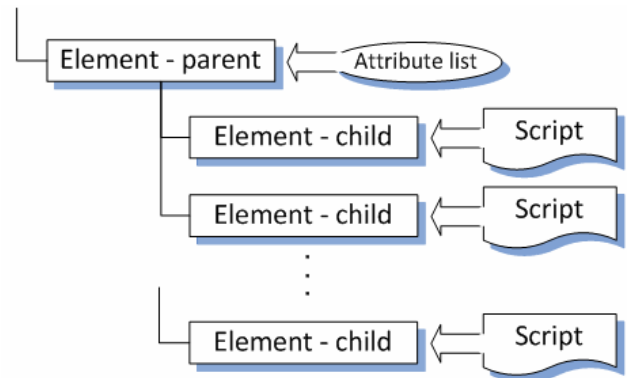 Element - parent
Attribute list
Element - child
Script
Element - child
Script
Element - child
Script